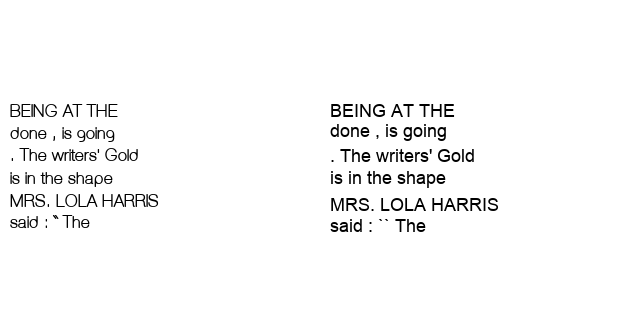 BEING AT THE
done , is going
. The writers' Gold
is in the shape
MRS. LOLA HARRIS
said : `` The
BEING AT THE
done , is going
. The writers' Gold
is in the shape
MRS. LOLA HARRIS
said : `` The